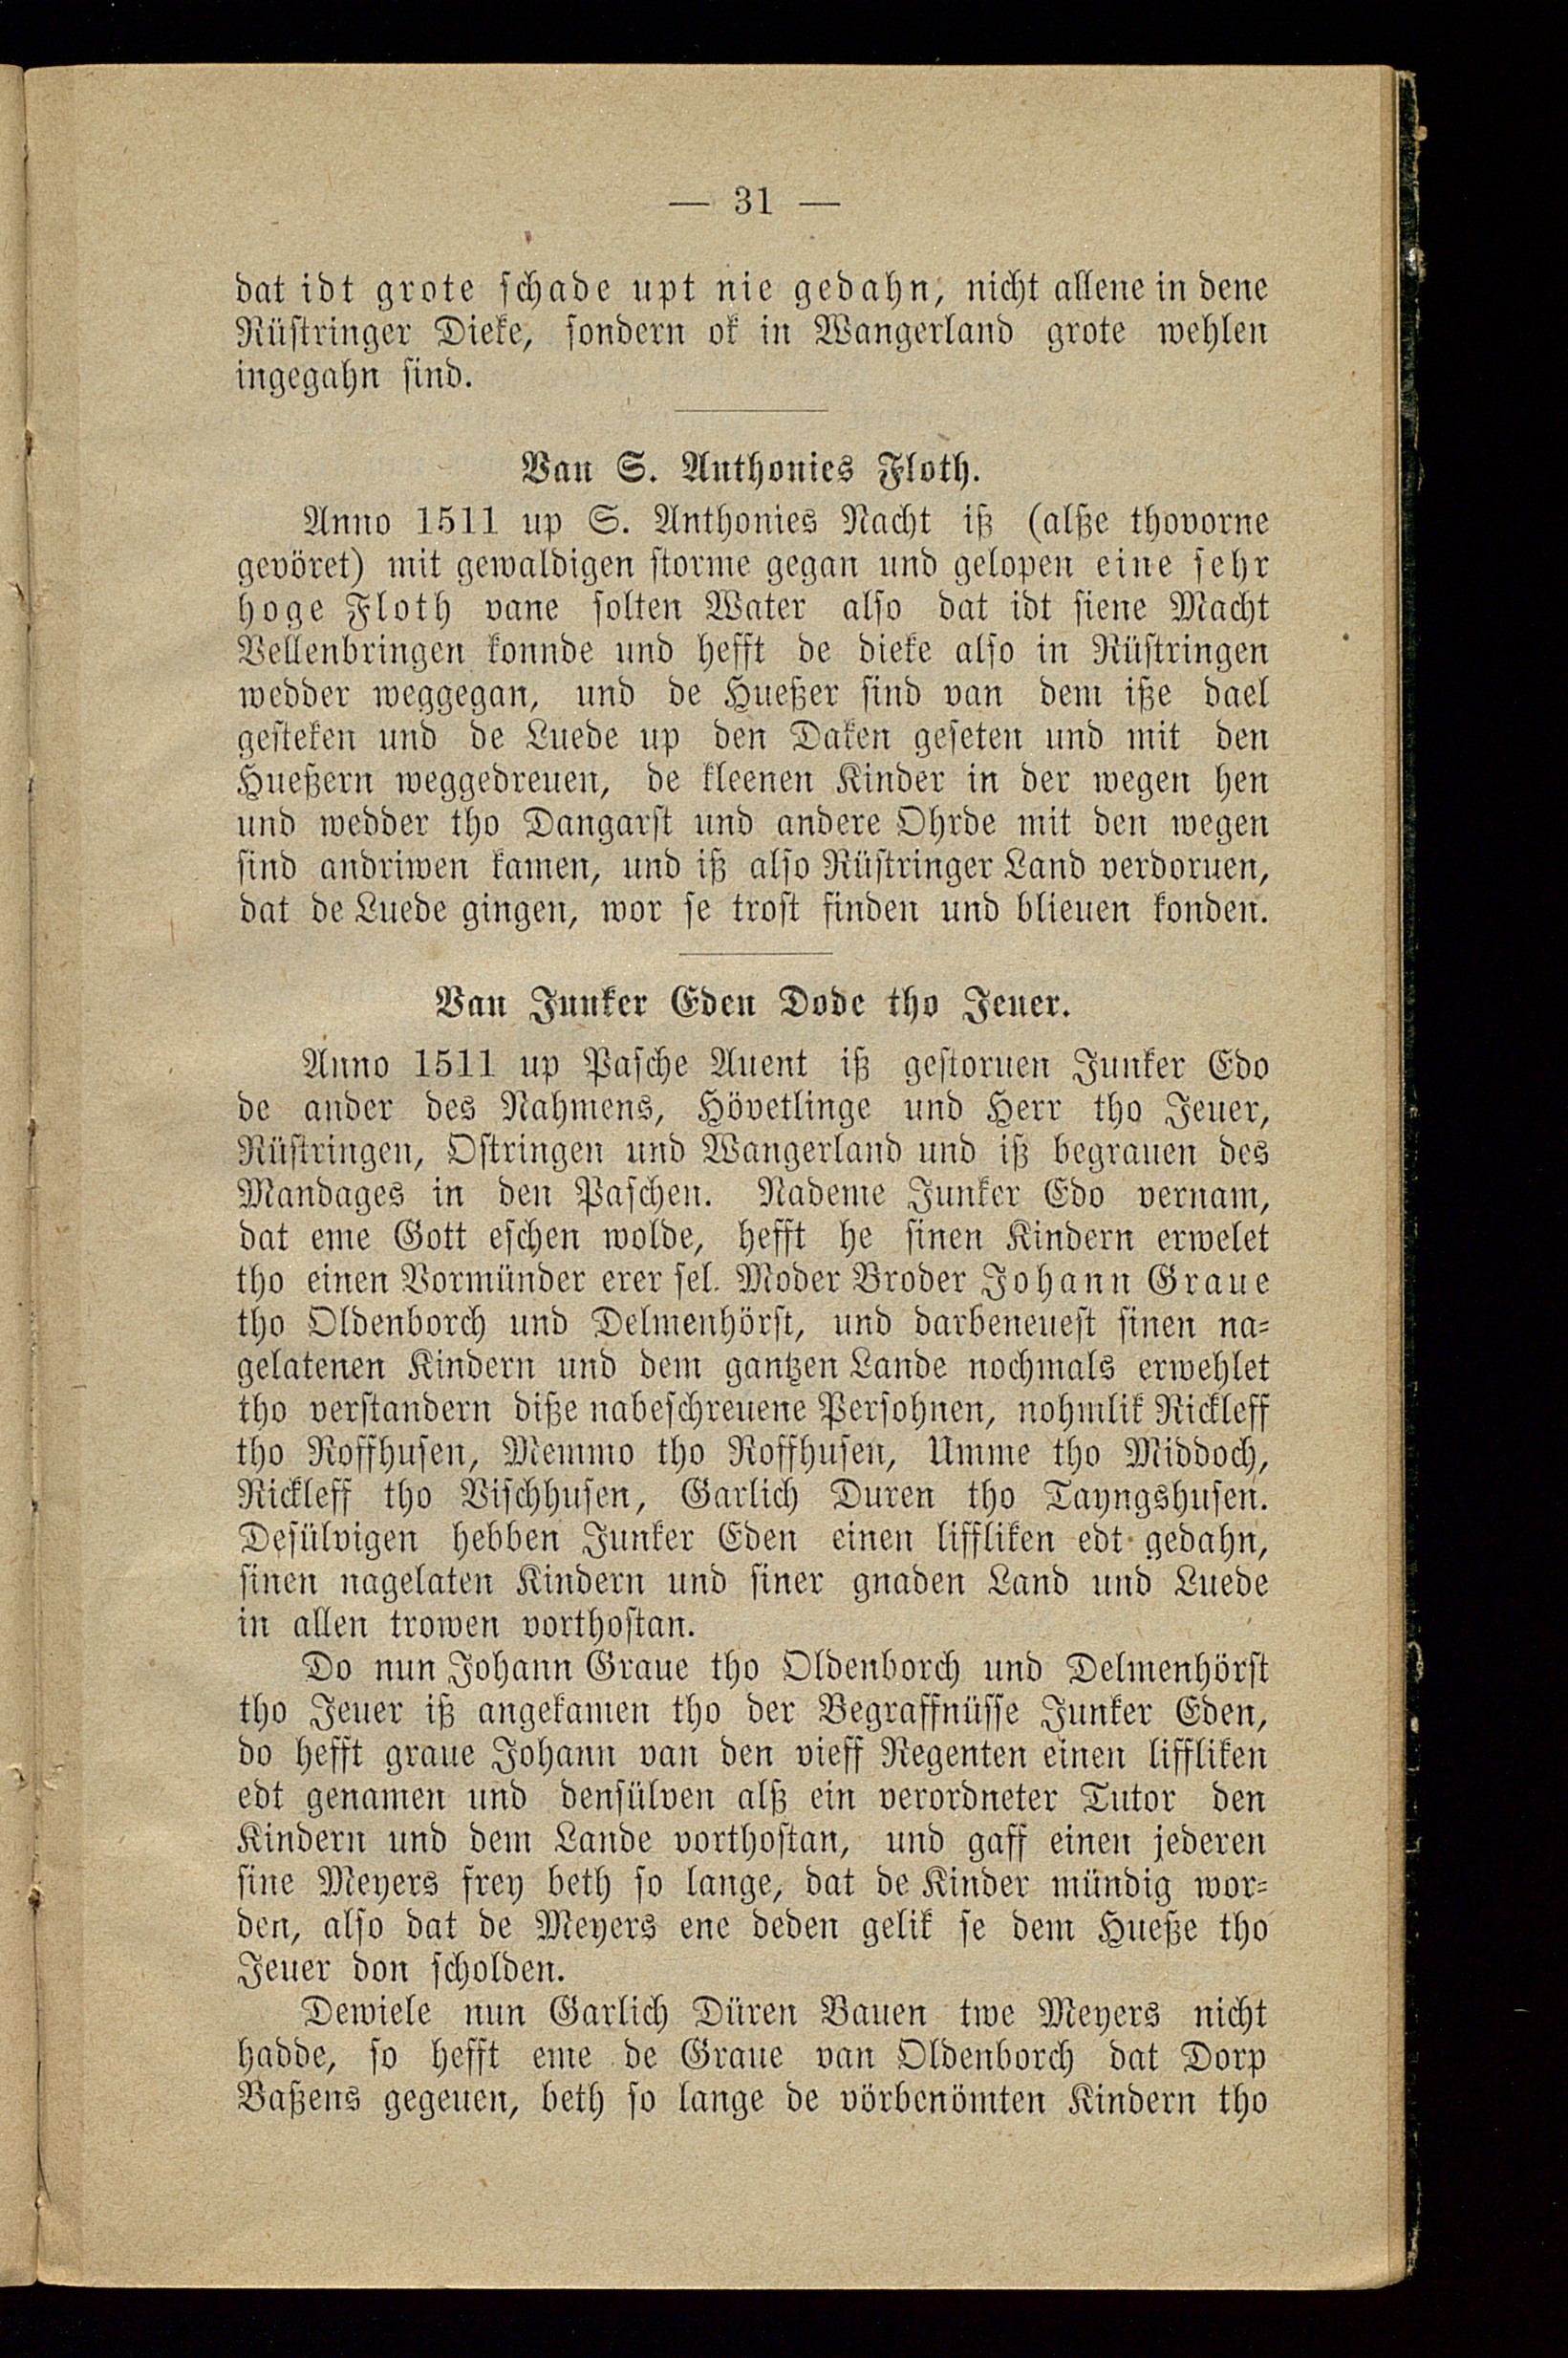 — 31 —
dat idt grote schade upt nie gedahn, nicht allene in dene
Rüstringer Dieke, sondern ok in Wangerland grote wehlen
ingegahn sind.
Van S. Anthonies Floth.
Anno 1511 up S. Anthonies Nacht iß (alße thovorne
gevöret) mit gewaldigen storme gegan und gelopen eine sehr
hoge Floth vane solten Water also dat idt siene Macht
Vellenbringen konnde und hefft de dieke also in Rüstringen
wedder weggegan, und de Hueßer sind van dem iße dael
gesteken und de Luede up den Daken geseten und mit den
Hueßern weggedreuen, de kleenen Kinder in der wegen hen
und wedder tho Dangarst und andere Ohrde mit den wegen
sind andriwen kamen, und iß also Rüstringer Land verdoruen,
dat de Luede gingen, wor se trost finden und blieuen konden.
Van Junker Eden Dode tho Jeuer.
Anno 1511 up Pasche Auent iß gestoruen Junker Edo
de ander des Nahmens, Hövetlinge und Herr tho Jeuer,
Rüstringen, Ostringen und Wangerland und iß begrauen des
Mandages in den Paschen. Nademe Junker Edo vernam,
dat eme Gott eschen wolde, hefft he sinen Kindern erwelet
tho einen Vormünder erer sel. Moder Broder Johann Graue
tho Oldenborch und Delmenhörst, und darbeneuest sinen na-
gelatenen Kindern und dem gantzen Lande nochmals erwehlet
tho verstandern diße nabeschreuene Persohnen, nohmlik Rickleff
tho Roffhusen, Memmo tho Roffhusen, Umme tho Middoch,
Rickleff tho Vischhusen, Garlich Duren tho Tayngshusen.
Desülvigen hebben Junker Eden einen liffliken edt gedahn,
sinen nagelaten Kindern und siner gnaden Land und Luede
in allen trowen vorthostan.
Do nun Johann Graue tho Oldenborch und Delmenhörst
tho Jeuer iß angekamen tho der Begraffnüsse Junker Eden,
do hefft graue Johann van den vieff Regenten einen liffliken
edt genamen und densülven alß ein verordneter Tutor den
Kindern und dem Lande vorthostan, und gaff einen jederen
sine Meyers frey beth so lange, dat de Kinder mündig wor-
den, also dat de Meyers ene deden gelik se dem Hueße tho
Jeuer don scholden.
Dewiele nun Garlich Düren Bauen twe Meyers nicht
hadde, so hefft eme de Graue van Oldenborch dat Dorp
Baßens gegeuen, beth so lange de vörbenömten Kindern tho